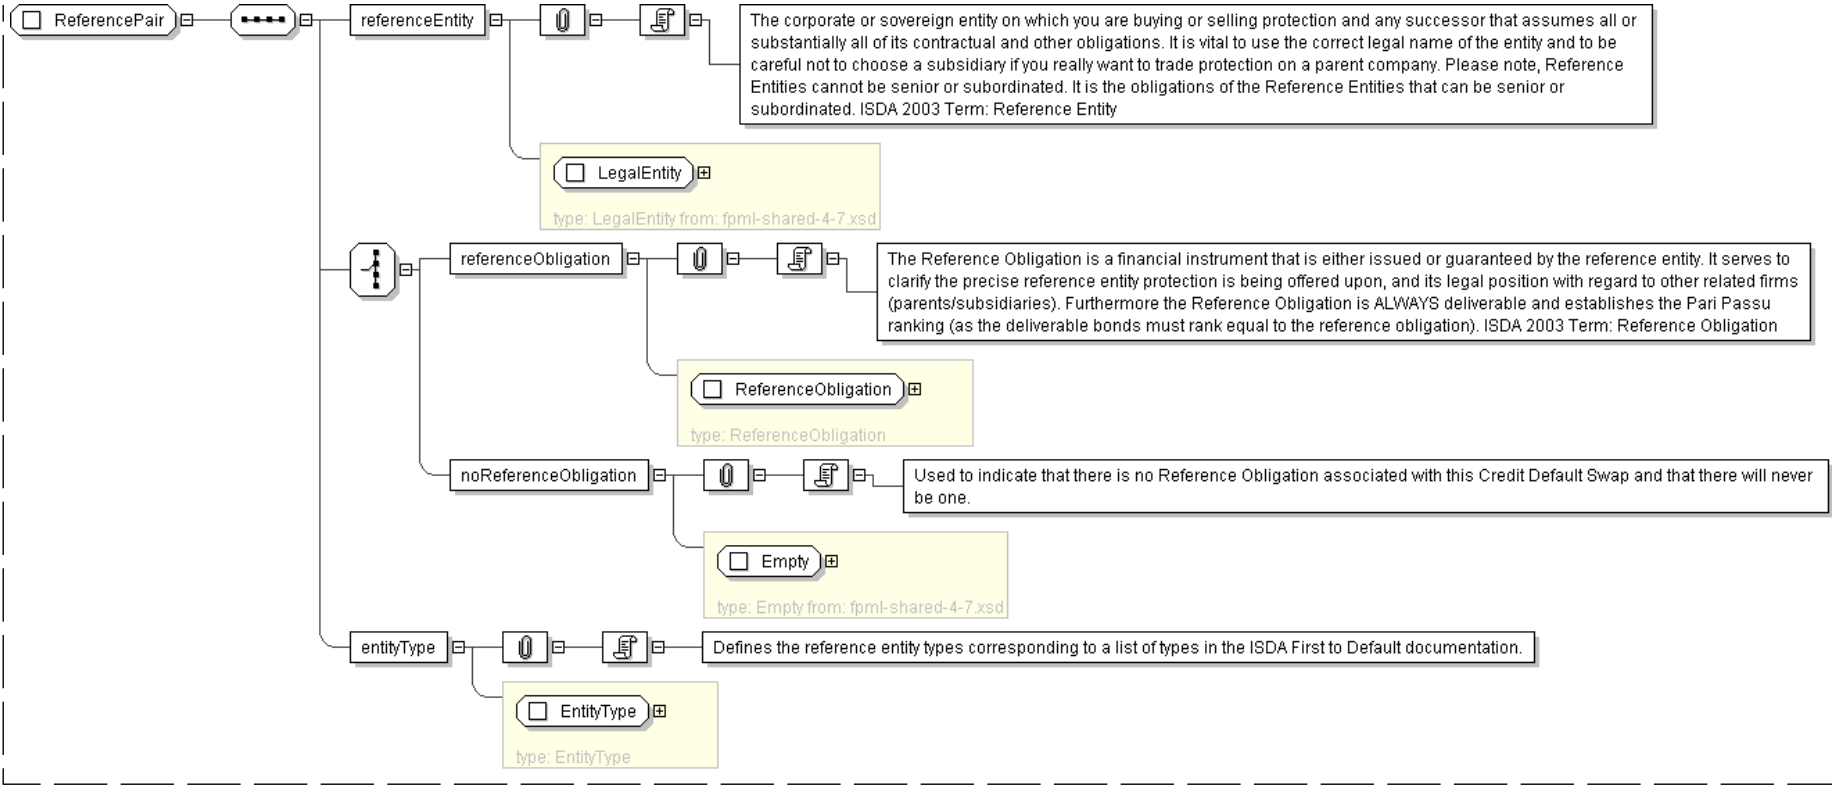 ReferencePair
referenceEntity
The corporate or sovereign entity on which you are buying or selling protection and any successor that assumes all or
substantially all of its contractual and other obligations. It is vital to use the correct legal name of the entity and to be
careful not to choose a subsidiary if you really want to trade protection on a parent company. Please note, Reference
Entities cannot be senior or subordinated. It is the obligations of the Reference Entities that can be senior or
subordinated. ISDA 2003 Term: Reference Entity
LegalEntity
type: LegalEntity from: fpml-shared-4-7.xsd
referenceObligation
The Reference Obligation is a financial instrument that is either issued or guaranteed by the reference entity. It serves to
clarify the precise reference entity protection is being offered upon, and its legal position with regard to other related firms
(parents/subsidiaries). Furthermore the Reference Obligation is ALWAYS deliverable and establishes the Pari Passu
ranking (as the deliverable bonds must rank equal to the reference obligation). ISDA 2003 Term: Reference Obligation
ReferenceObligation
type: ReferenceObligation
noReferenceObligation
Used to indicate that there is no Reference Obligation associated with this Credit Default Swap and that there will never
be one.
Empty
type: Empty from: fpml-shared-4-7.xsd
entityType
Defines the reference entity types corresponding to a list of types in the ISDA First to Default documentation.
EntityType
type: EntityType